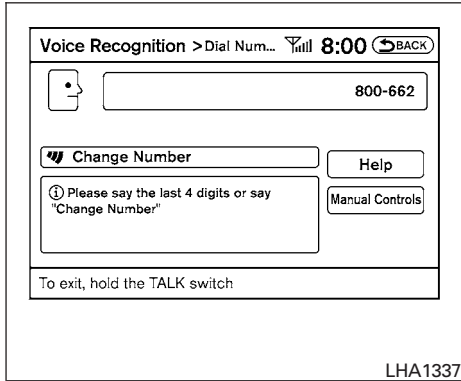 Voice Recognition >Dial Num... 8:00 BACK
800-662
Change Number
Help
Please say the last 4 digits or say
"Change Number"
Manual Controls
To exit, hold the TALK switch
LHA1337